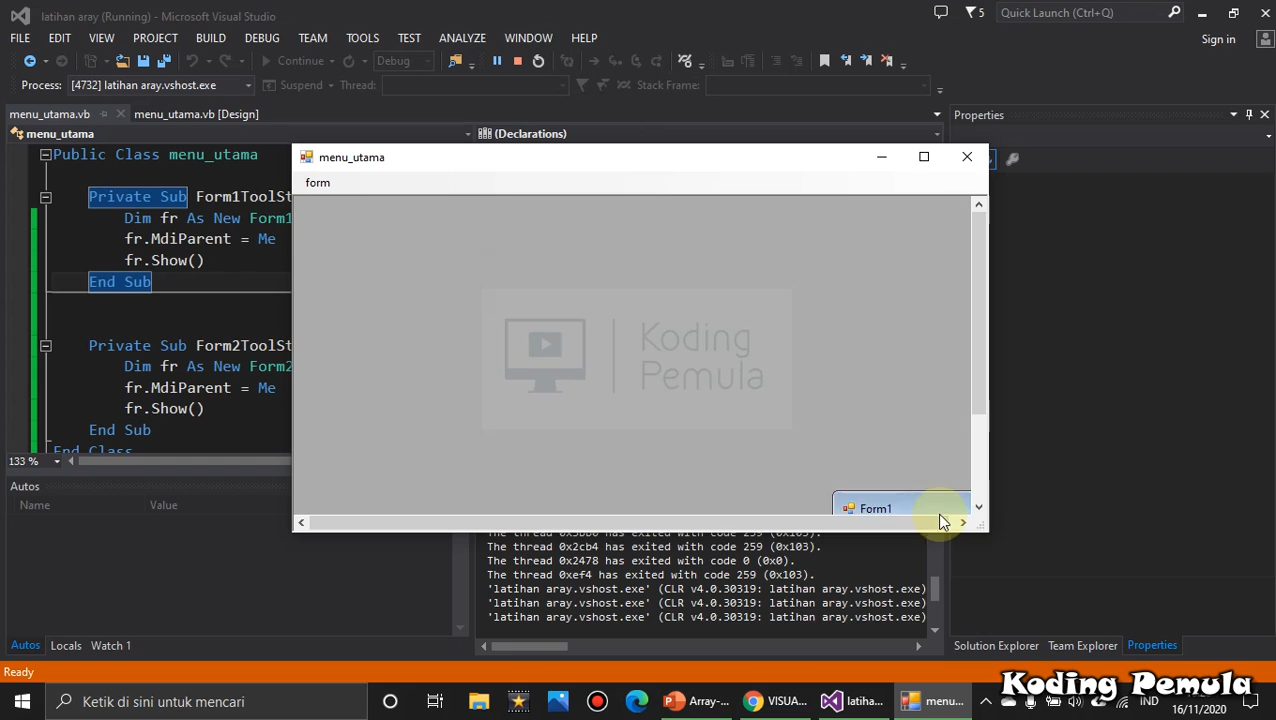 latihan aray (Running) - Microsoft Visual Studio
5
Quick Launch (Ctrl+Q)
FILE EDIT VIEW PROJECT BUILD DEBUG TEAM TOOLS TEST ANALYZE WINDOW HELP
Sign in
Continue
Debug
Process: [4732] latihan aray.vshost.exe
Suspend
Thread:
Stack Frame:
menu_utama.vb
menu_utama.vb [Design]
Properties
menu_utama
(Declarations)
Public Class menu_utama
Private Sub Form1ToolSt
Dim fr As New Form1
fr.MdiParent = Me
fr.Show()
End Sub
Private Sub Form2ToolSt
Dim fr As New Form2
fr.MdiParent = Me
fr.Show()
End Sub
End Class
133 %
menu_utama
form
Koding
Pemula
Form1
Autos
Name
Value
The thread 0x2cb4 has exited with code 259 (0x103).
The thread 0x2478 has exited with code 0 (0x0).
The thread 0xef4 has exited with code 259 (0x103).
'latihan aray.vshost.exe' (CLR v4.0.30319: latihan aray.vshost.exe)
'latihan aray.vshost.exe' (CLR v4.0.30319: latihan aray.vshost.exe)
'latihan aray.vshost.exe' (CLR v4.0.30319: latihan aray.vshost.exe)
Autos Locals Watch 1
Solution Explorer Team Explorer Properties
Ready
Ketik di sini untuk mencari
Array-...
VISUA...
latiha...
menu...
IND
16/11/2020
Koding Pemula